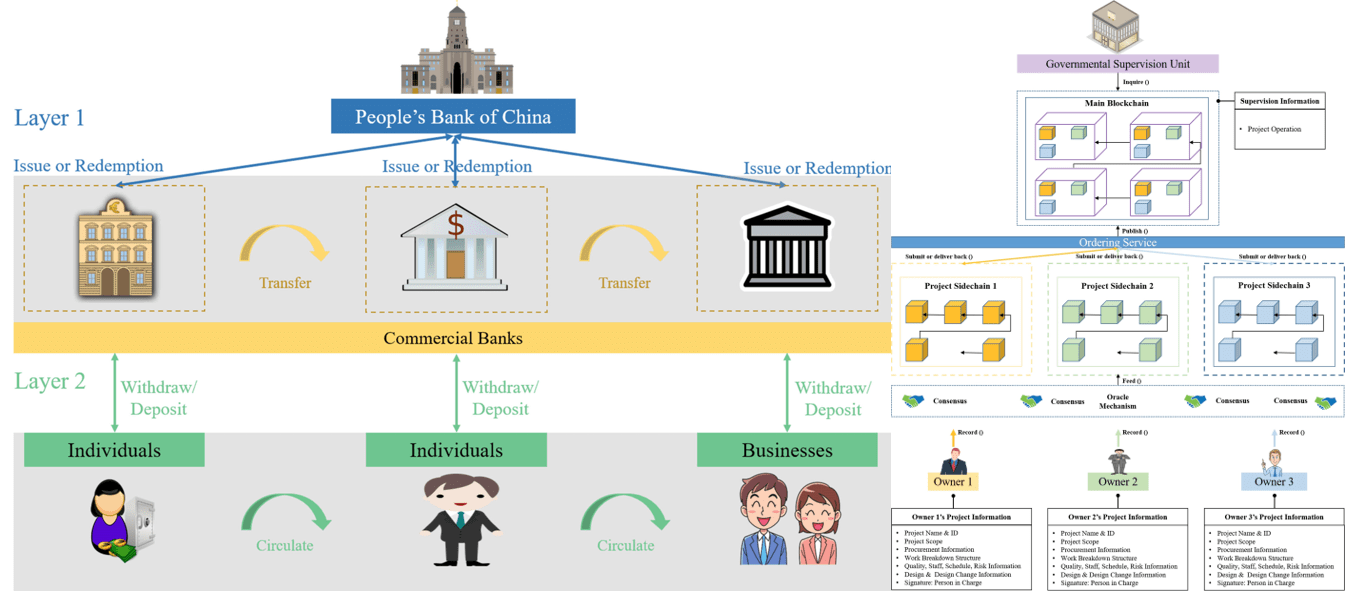 Layer 1
People's Bank of China
Issue or Redemption
Issue or Redemption
Issue or Redemption
$
Transfer
Transfer
Commercial Banks
Layer 2
Withdraw/
Deposit
Withdraw/
Deposit
Withdraw/
Deposit
Individuals
Individuals
Businesses
Circulate
Circulate
Governmental Supervision Unit
Inquire ()
Main Blockchain
Supervision Information
• Project Operation
Publish ()
Ordering Service
Submit or deliver back ()
Submit or deliver back ()
Submit or deliver back ()
Project Sidechain 1
Project Sidechain 2
Project Sidechain 3
Feed ()
Consensus
Consensus
Oracle
Mechanism
Consensus
Consensus
Record ()
Record ()
Record ()
Owner 1
Owner 2
Owner 3
Owner 1's Project Information
• Project Name & ID
• Project Scope
• Procurement Information
• Work Breakdown Structure
• Quality, Staff, Schedule, Risk Information
• Design & Design Change Information
• Signature: Person in Charge
Owner 2's Project Information
• Project Name & ID
• Project Scope
• Procurement Information
• Work Breakdown Structure
• Quality, Staff, Schedule, Risk Information
• Design & Design Change Information
• Signature: Person in Charge
Owner 3's Project Information
• Project Name & ID
• Project Scope
• Procurement Information
• Work Breakdown Structure
• Quality, Staff, Schedule, Risk Information
• Design & Design Change Information
• Signature: Person in Charge